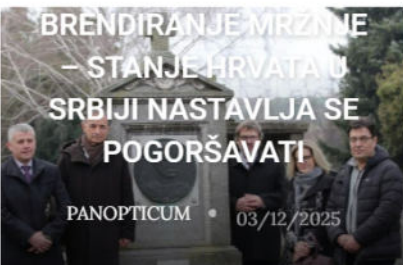 BRENDIRANJE MRŽNJE
– STANJE HRVATA U
SRBIJI NASTAVLJA SE
POGORŠAVATI
PANOPTICUM • 03/12/2025